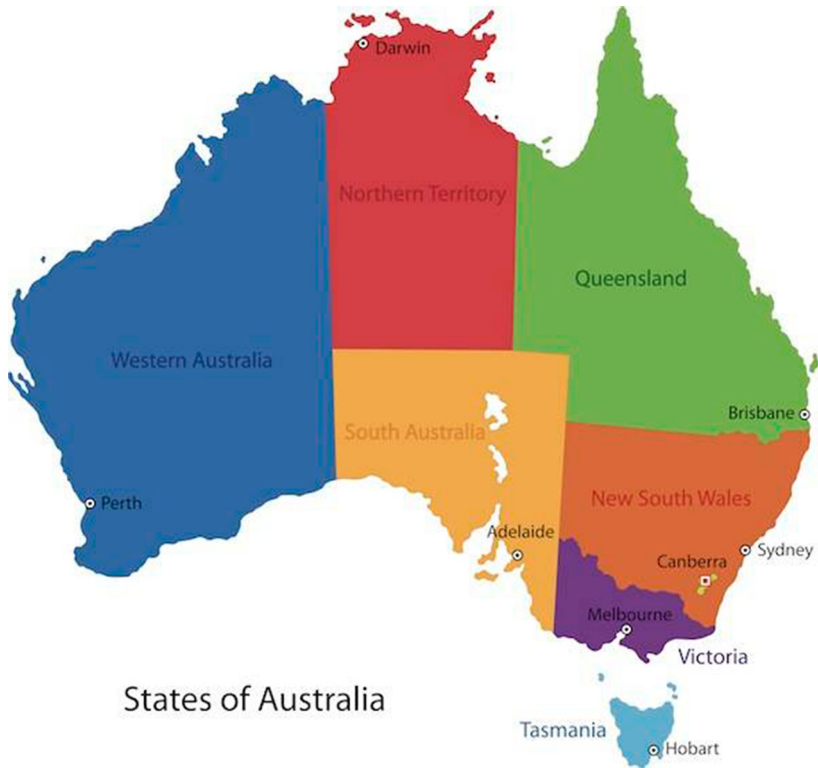 Darwin
Northern Territory
Queensland
Western Australia
Brisbane
South Australia
New South Wales
Perth
Adelaide
Sydney
Canberra
Melbourne
Victoria
States of Australia
Tasmania
Hobart